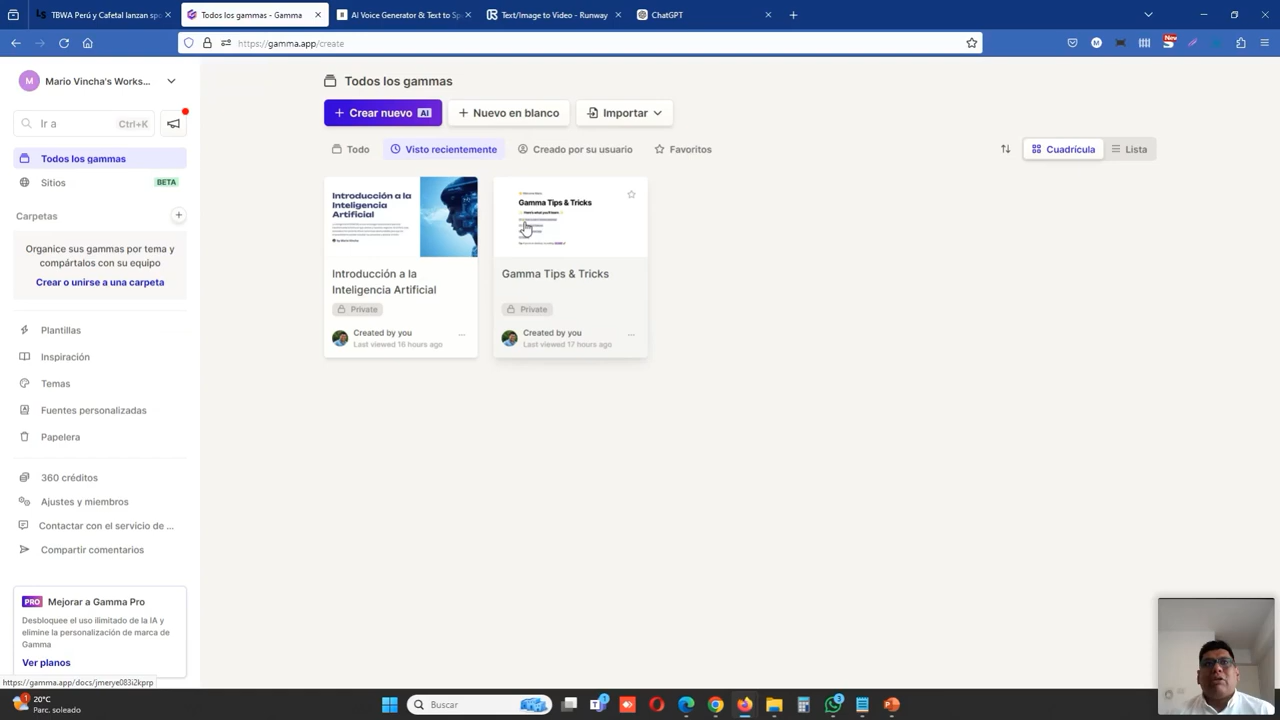 TBWA Perú y Cafetal lanzan spo
Todos los gammas - Gamma
AI Voice Generator & Text to Sp
Text/Image to Video - Runway
ChatGPT
https://gamma.app/create
M
Mario Vincha's Works...
Ir a
Ctrl+K
Todos los gammas
Sitios
BETA
Carpetas
Organice sus gammas por tema y
compártalos con su equipo
Crear o unirse a una carpeta
Plantillas
Inspiración
Temas
Fuentes personalizadas
Papelera
360 créditos
Ajustes y miembros
Contactar con el servicio de ...
Compartir comentarios
PRO Mejorar a Gamma Pro
Desbloquee el uso ilimitado de la IA y
elimine la personalización de marca de
Gamma
Ver planos
https://gamma.app/docs/jmerye083i2kprp
Todos los gammas
+ Crear nuevo AI
+ Nuevo en blanco
Importar
Todo
Visto recientemente
Creado por su usuario
Favoritos
Cuadrícula
Lista
Introducción a la
Inteligencia
Artificial
Introducción a la
Inteligencia Artificial
Private
Created by you
Last viewed 16 hours ago
Gamma Tips & Tricks
Gamma Tips & Tricks
Private
Created by you
Last viewed 17 hours ago
20°C
Parc. soleado
Buscar